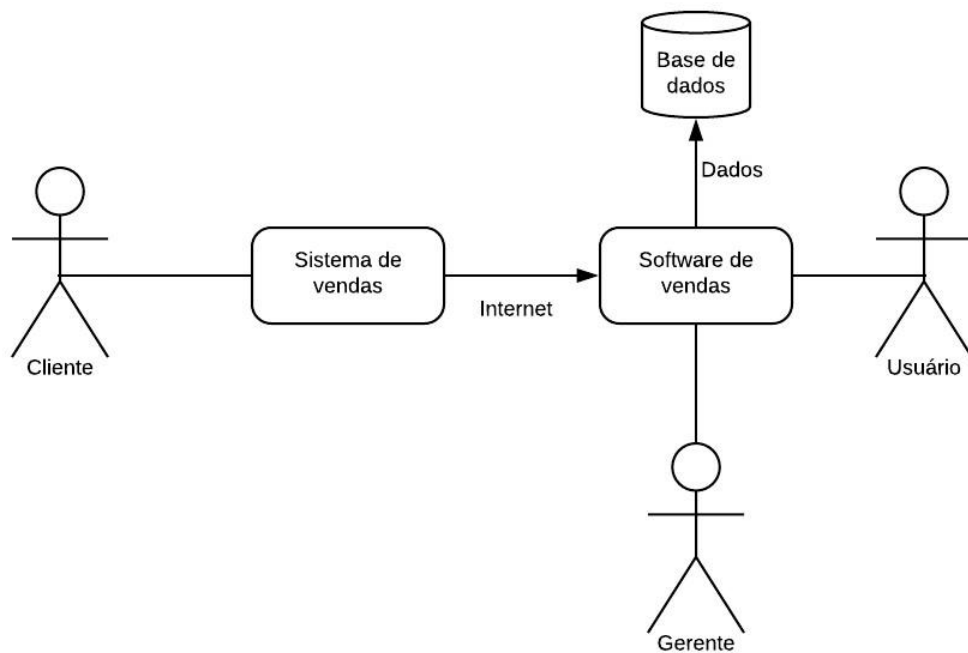 Base de
dados
Dados
Sistema de
vendas
Internet
Software de
vendas
Cliente
Usuário
Gerente